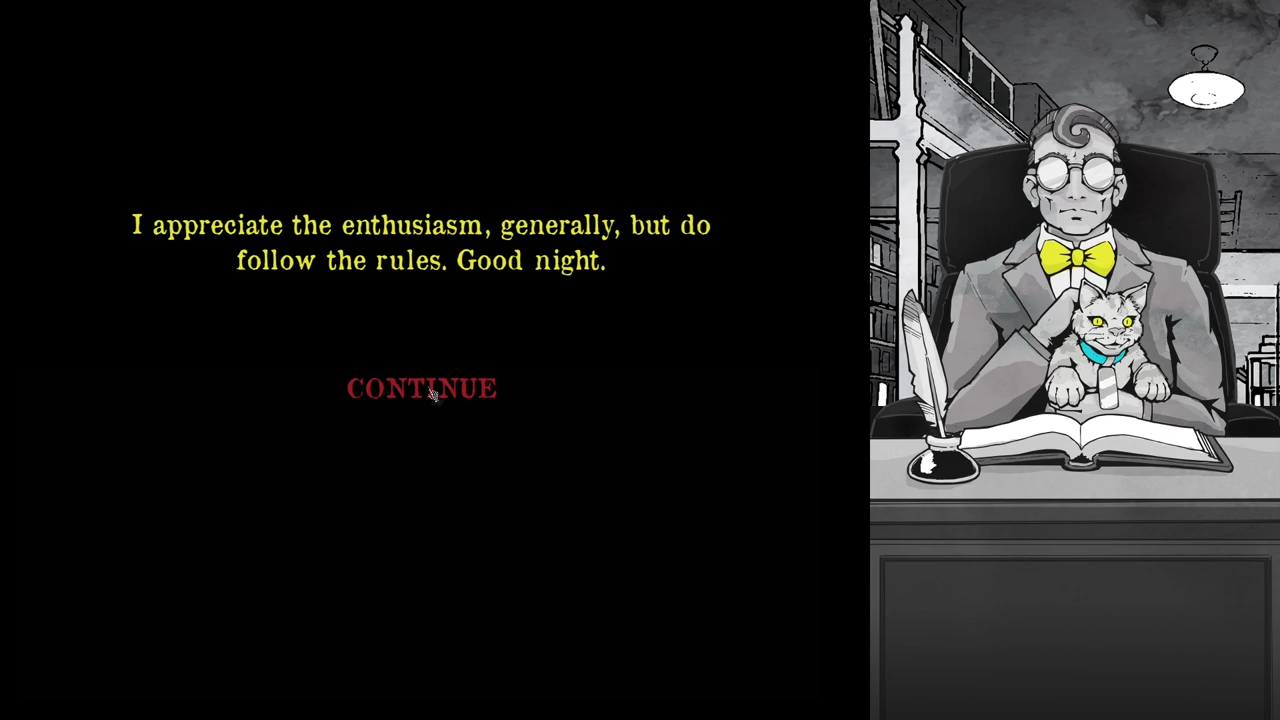 I appreciate the enthusiasm, generally, but do
follow the rules. Good night.
CONTINUE